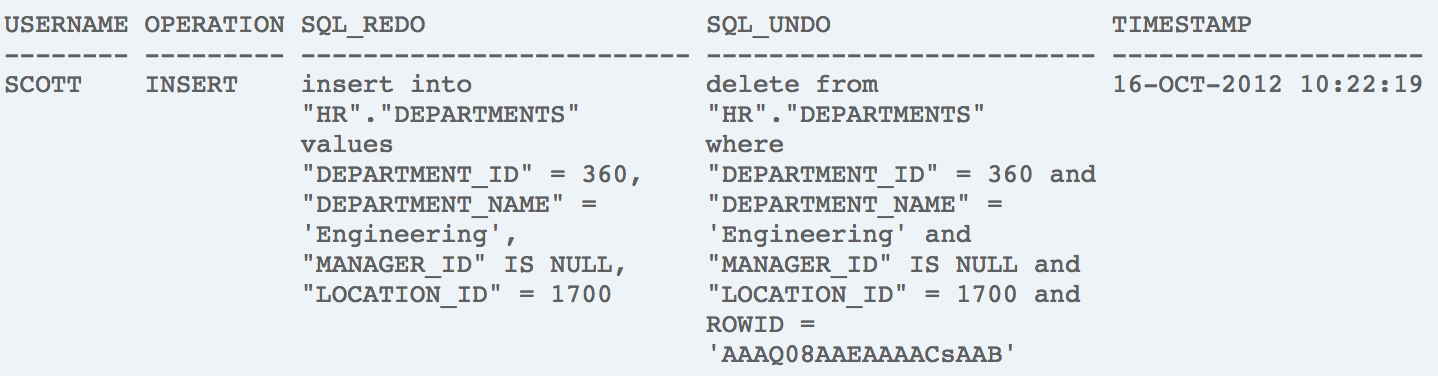 USERNAME OPERATION SQL_REDO SQL_UNDO TIMESTAMP
-------- --------- ------------------------- ------------------------- --------------------
SCOTT INSERT insert into delete from 16-OCT-2012 10:22:19
"HR"."DEPARTMENTS" "HR"."DEPARTMENTS"
values where
"DEPARTMENT_ID" = 360, "DEPARTMENT_ID" = 360 and
"DEPARTMENT_NAME" = "DEPARTMENT_NAME" =
'Engineering', 'Engineering' and
"MANAGER_ID" IS NULL, "MANAGER_ID" IS NULL and
"LOCATION_ID" = 1700 "LOCATION_ID" = 1700 and
ROWID =
'AAAQ08AAEAAAACsAAB'